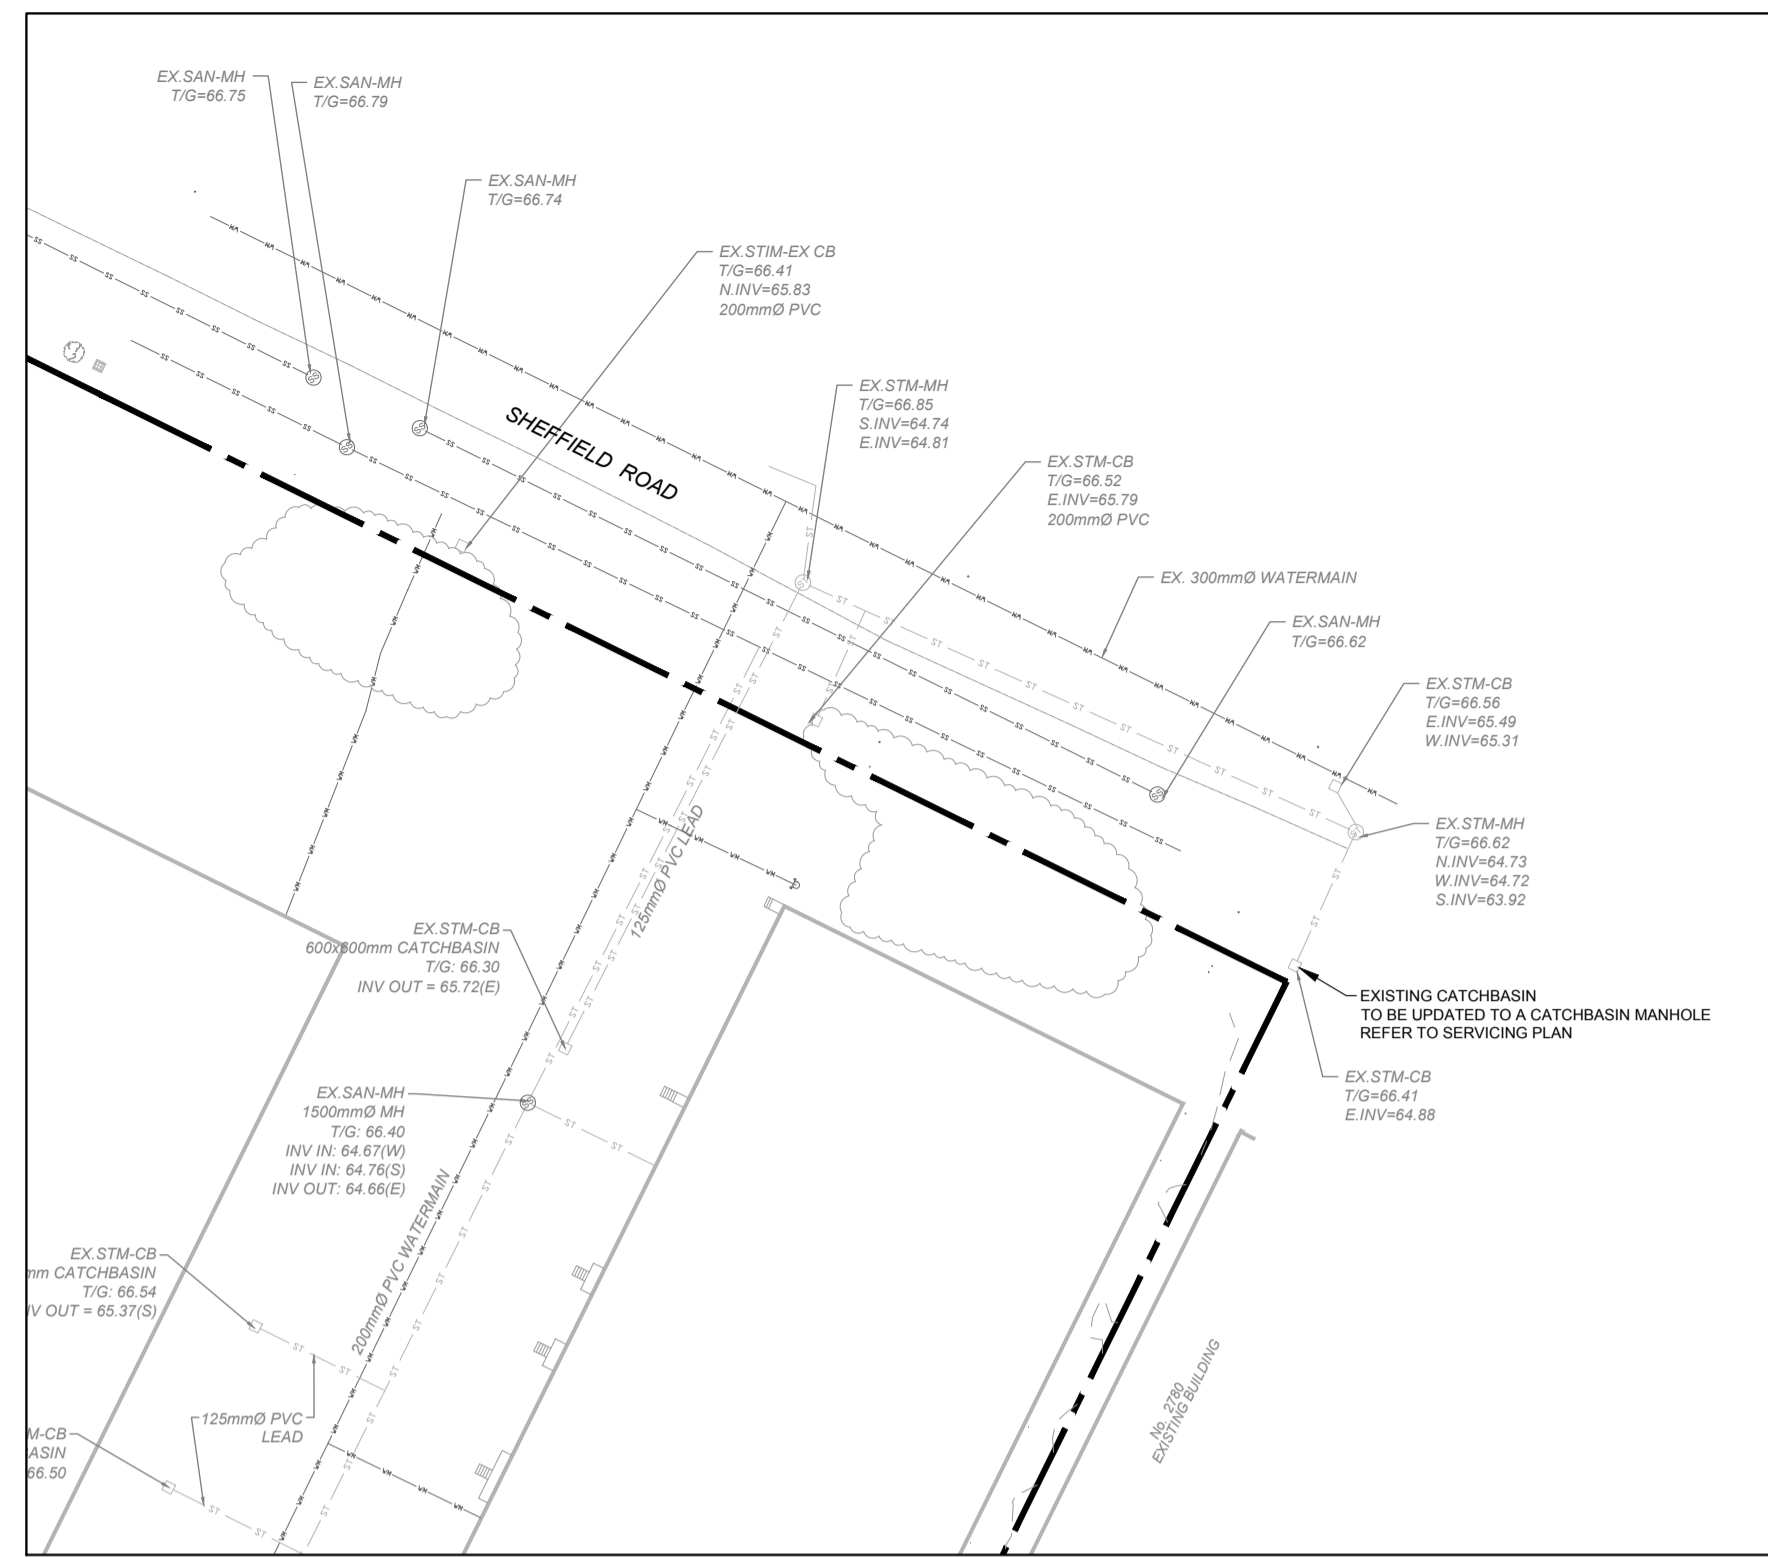 EX.SAN-MH
T/G=66.75
EX.SAN-MH
T/G=66.79
EX.SAN-MH
T/G=66.74
EX.STIM-EX CB
T/G=66.41
N.INV=65.83
200mmØ PVC
SHEFFIELD ROAD
EX.STM-MH
T/G=66.85
S.INV=64.74
E.INV=64.81
EX.STM-CB
T/G=66.52
E.INV=65.79
200mmØ PVC
EX. 300mmØ WATERMAIN
EX.SAN-MH
T/G=66.62
EX.STM-CB
T/G=66.56
E.INV=65.49
W.INV=65.31
EX.STM-MH
T/G=66.62
N.INV=64.73
W.INV=64.72
S.INV=63.92
125mmØ PVC LEAD
EX.STM-CB
600x600mm CATCHBASIN
T/G: 66.30
INV OUT = 65.72(E)
EXISTING CATCHBASIN
TO BE UPDATED TO A CATCHBASIN MANHOLE
REFER TO SERVICING PLAN
EX.STM-CB
T/G=66.41
E.INV=64.88
EX.SAN-MH
1500mmØ MH
T/G: 66.40
INV IN: 64.67(W)
INV IN: 64.76(S)
INV OUT: 64.66(E)
200mmØ PVC WATERMAIN
EX.STM-CB
mm CATCHBASIN
T/G: 66.54
NV OUT = 65.37(S)
125mmØ PVC
LEAD
M-CB
ASIN
66.50
No. 2780
EXISTING BUILDING